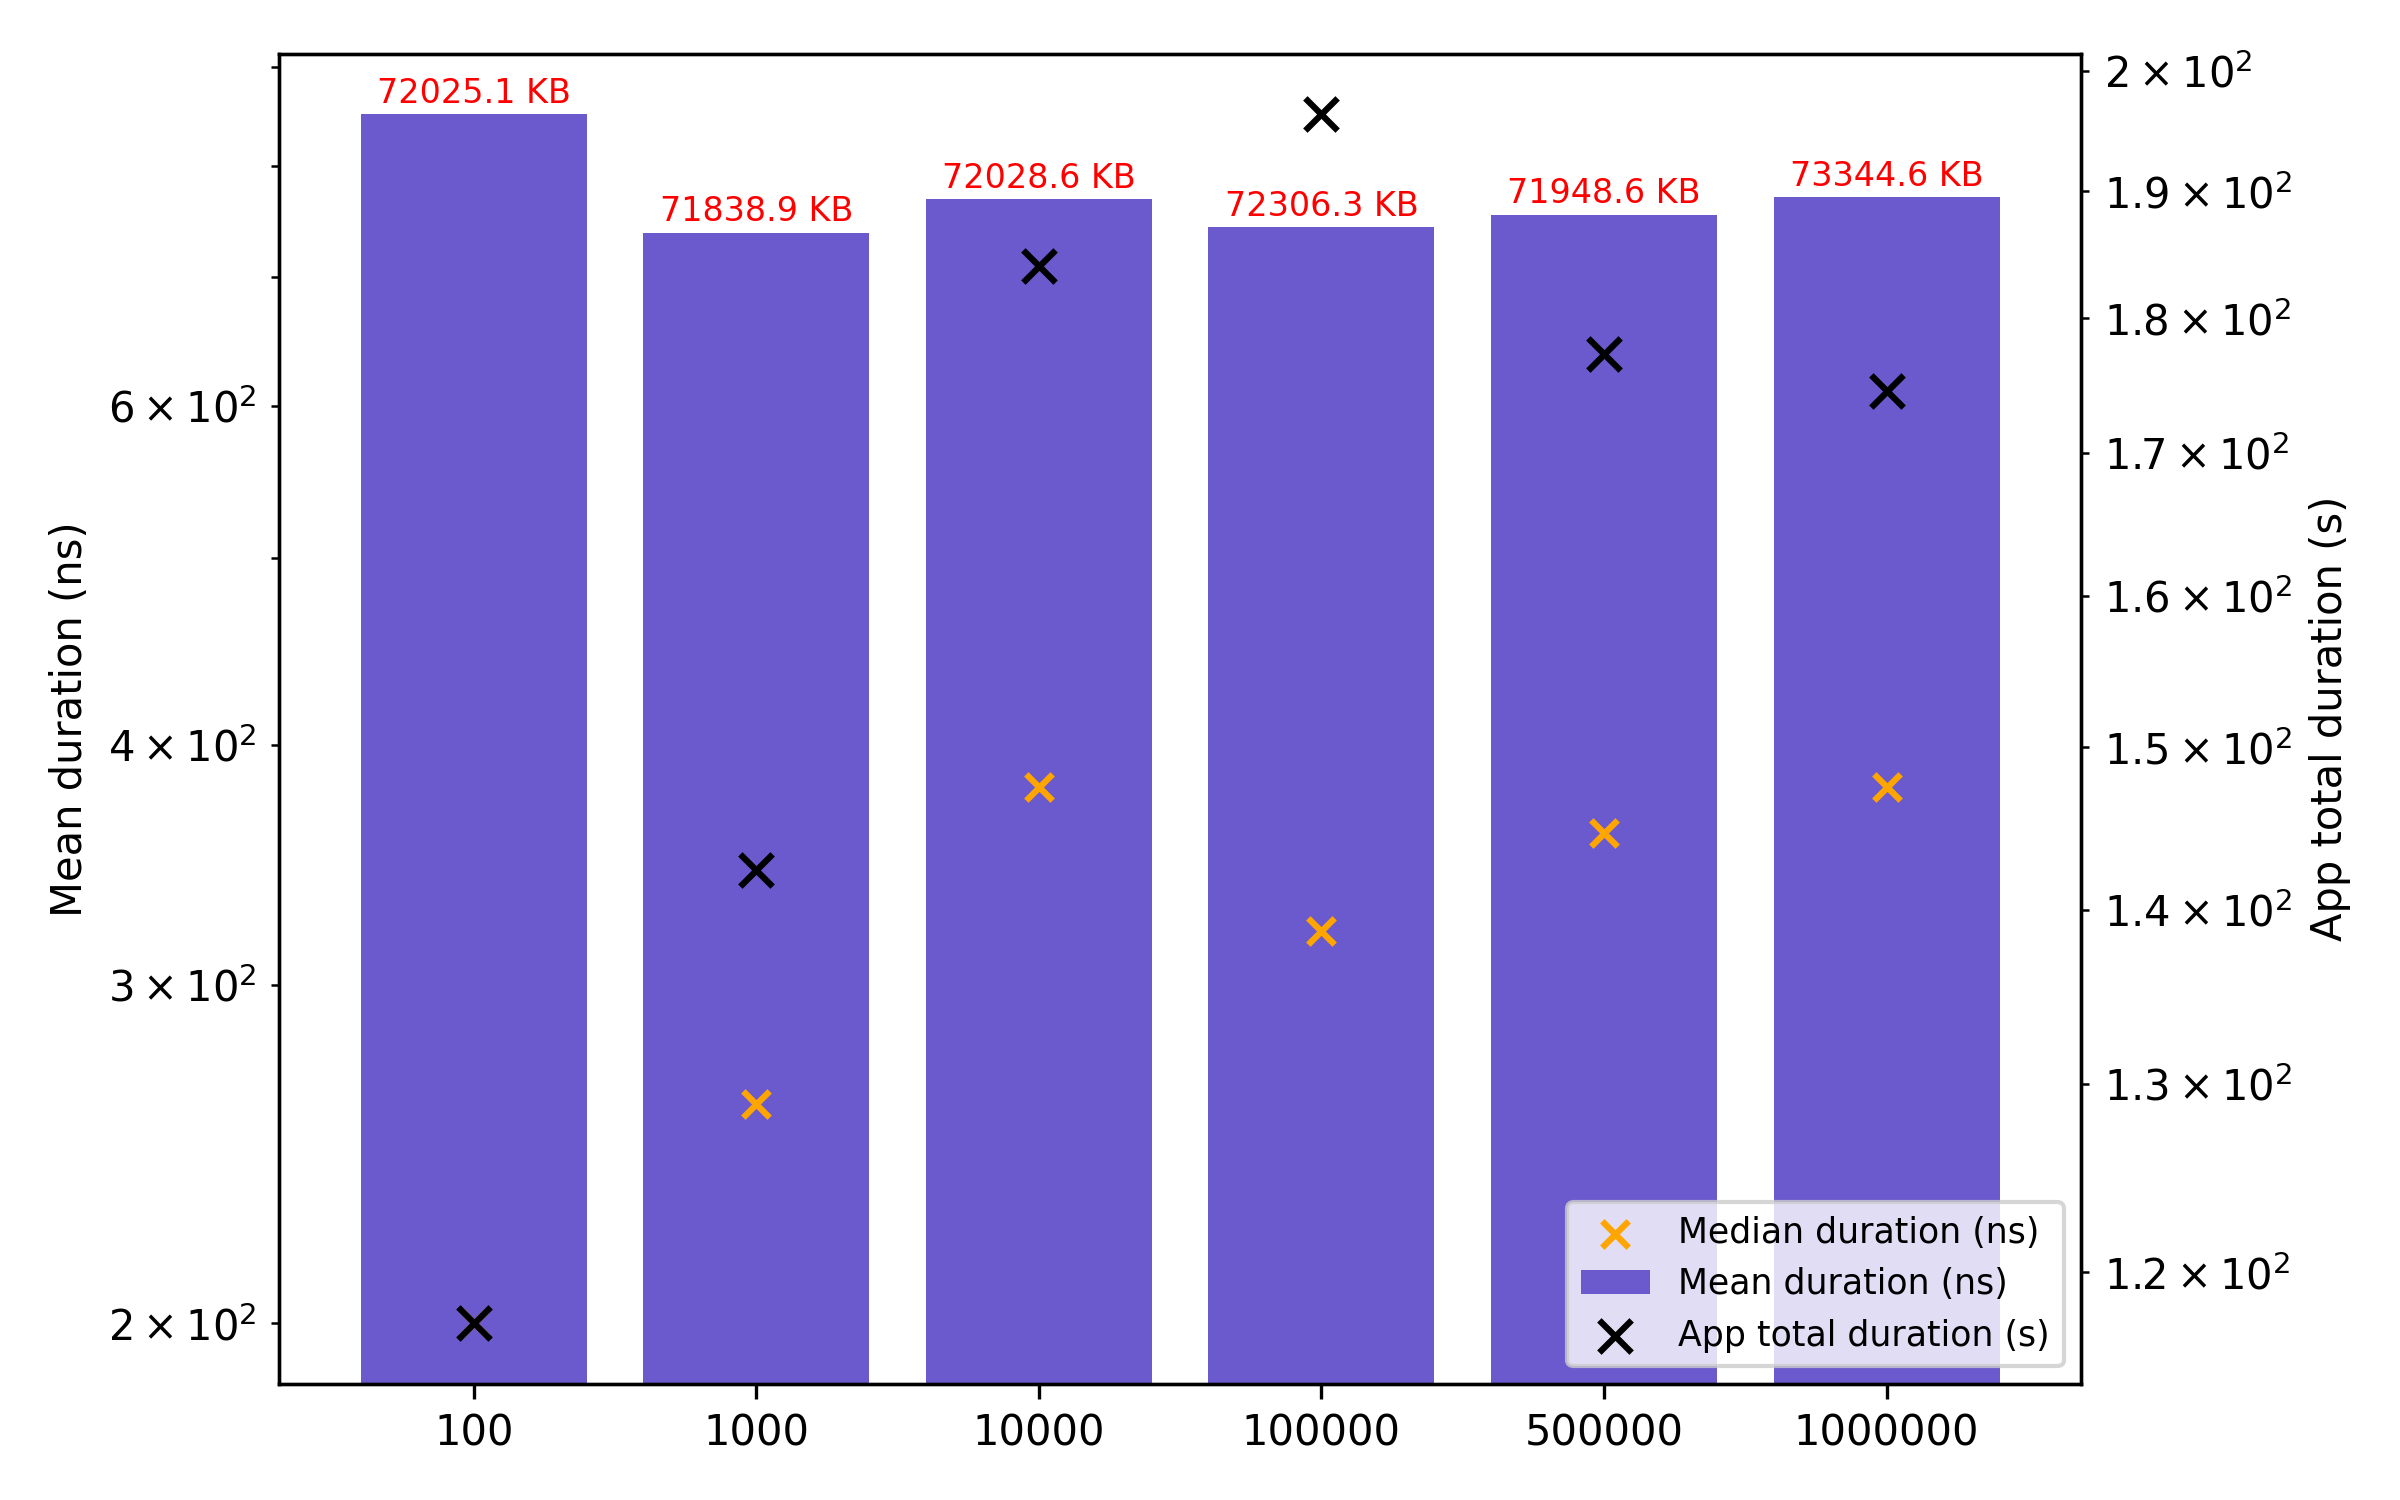 72025.1 KB
71838.9 KB
72028.6 KB
72306.3 KB
71948.6 KB
73344.6 KB
Mean duration (ns)
6 × 10²
4 × 10²
3 × 10²
2 × 10²
2 × 10²
1.9 × 10²
1.8 × 10²
1.7 × 10²
1.6 × 10²
1.5 × 10²
1.4 × 10²
1.3 × 10²
1.2 × 10²
App total duration (s)
Median duration (ns)
Mean duration (ns)
App total duration (s)
100
1000
10000
100000
500000
1000000